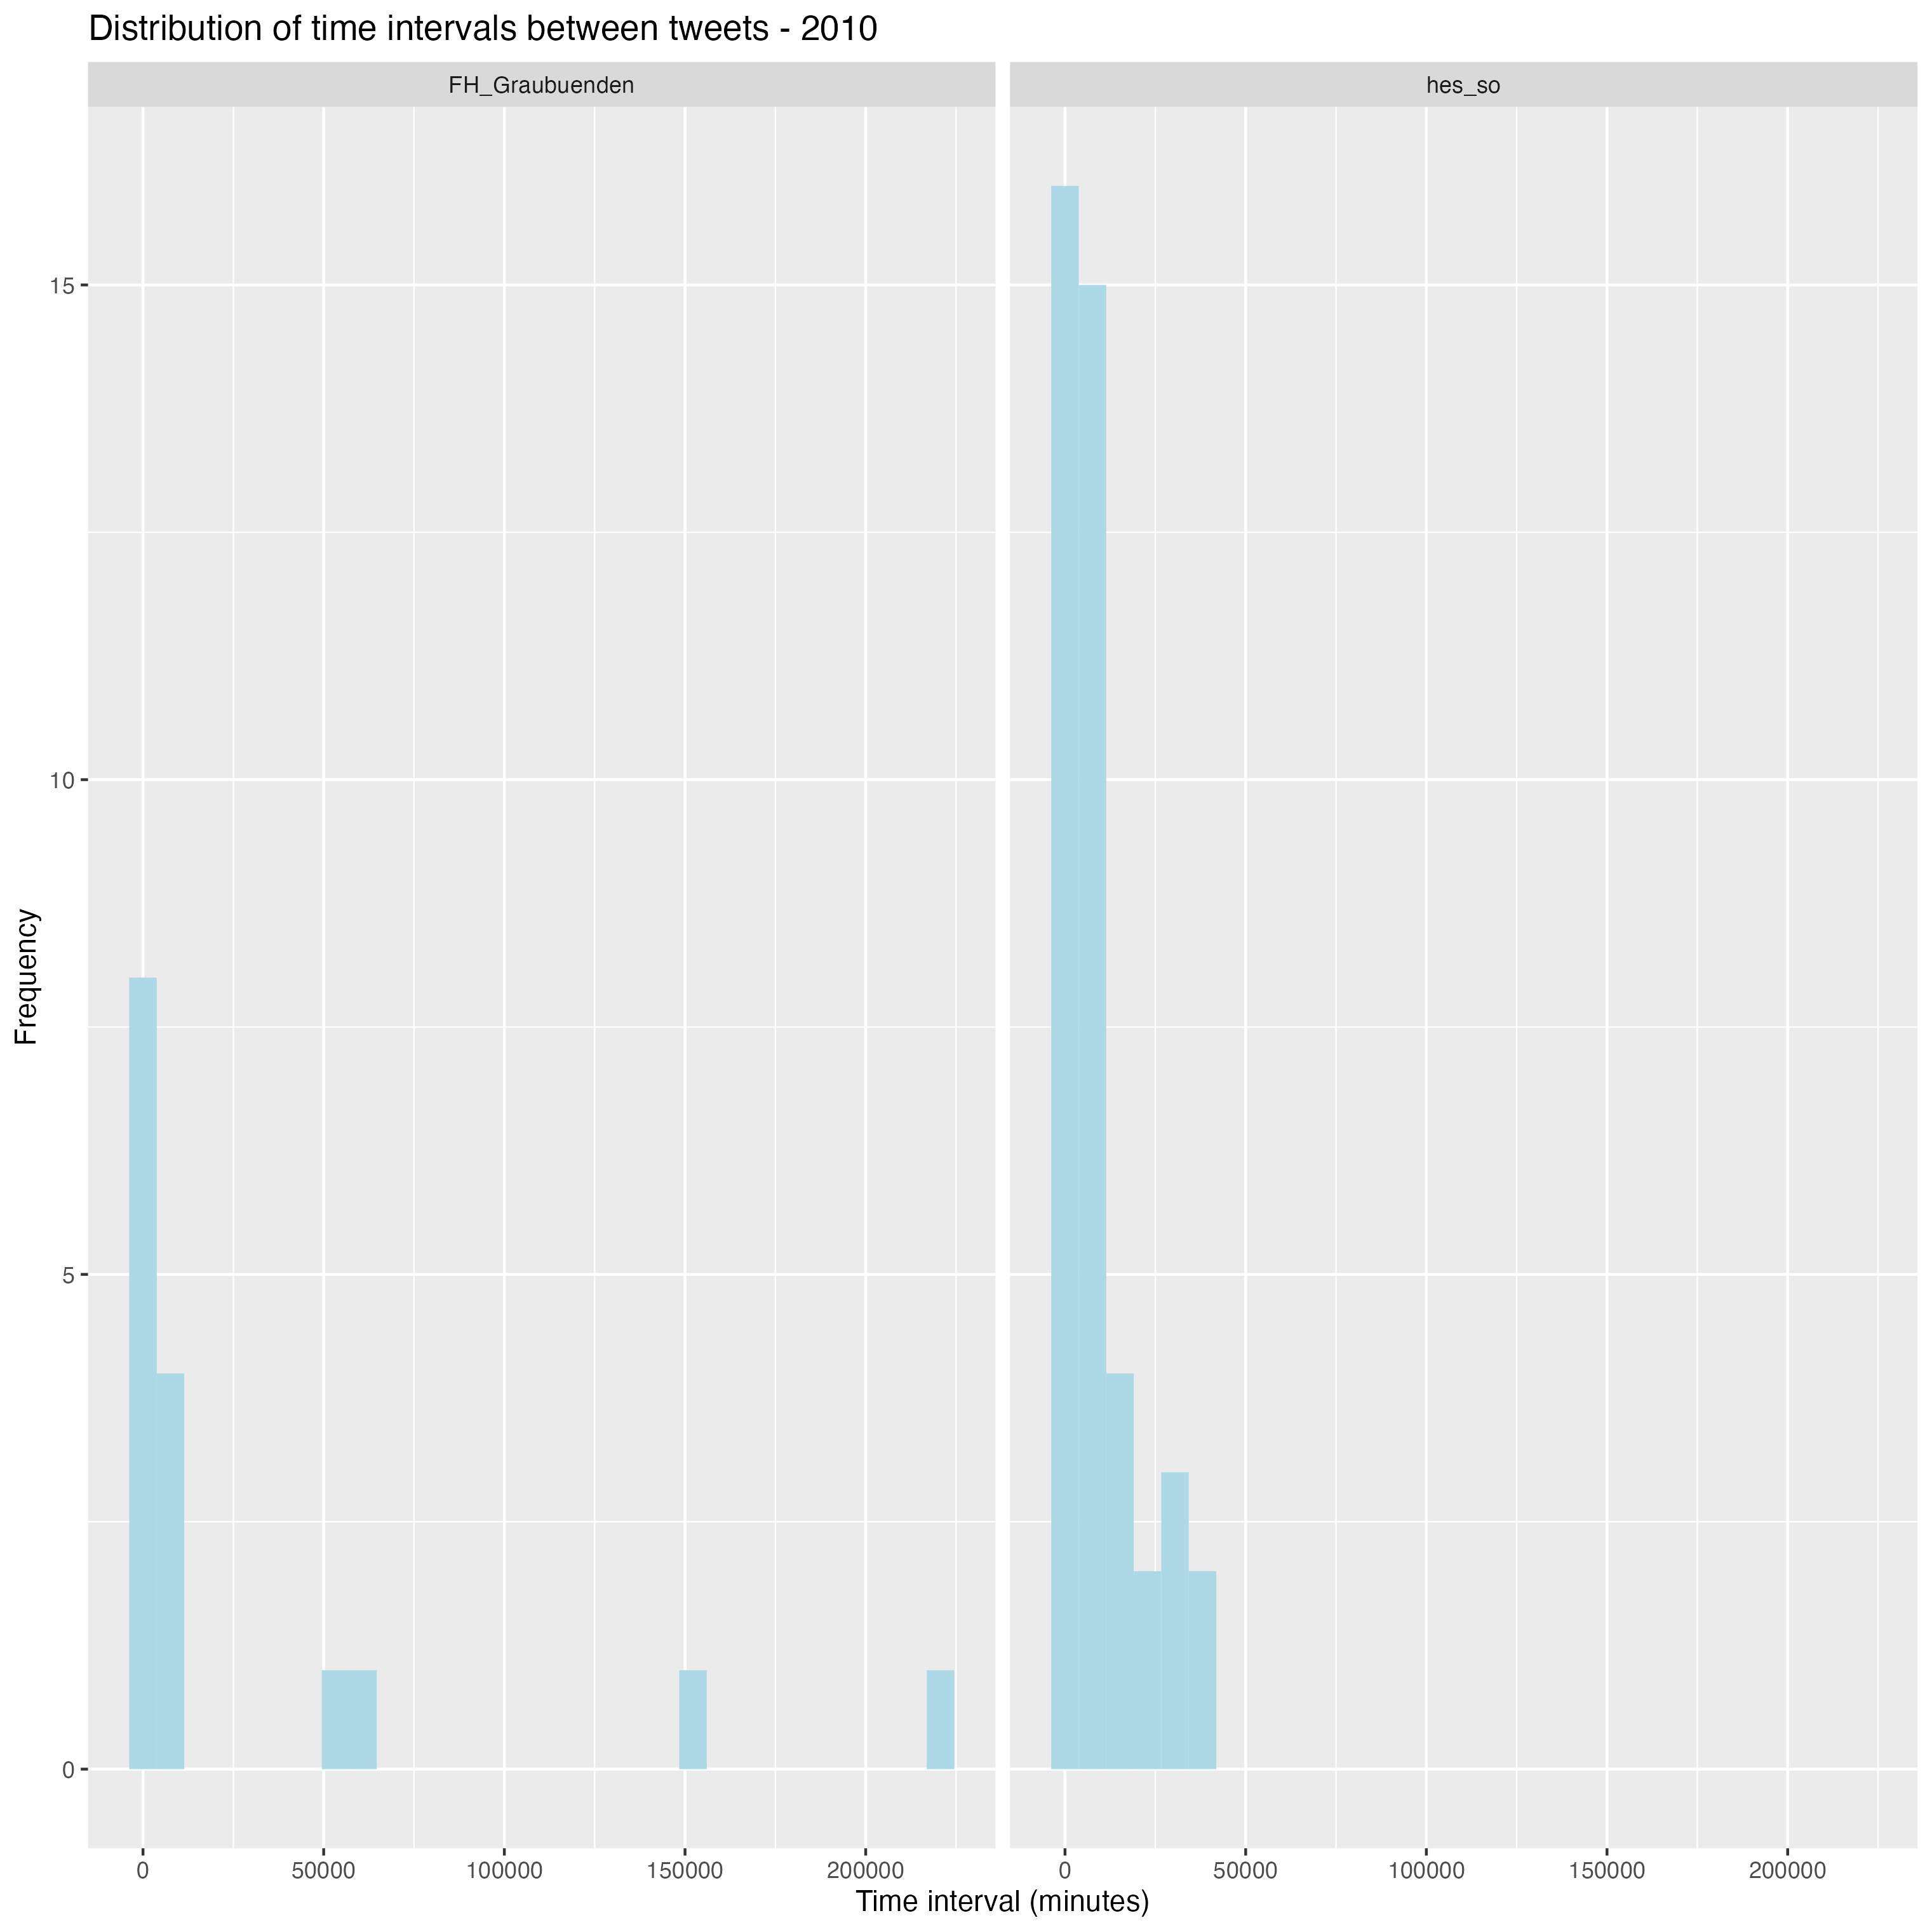 Distribution of time intervals between tweets - 2010
FH_Graubuenden
hes_so
15
10
5
0
Frequency
0 50000 100000 150000 200000
0 50000 100000 150000 200000
Time interval (minutes)